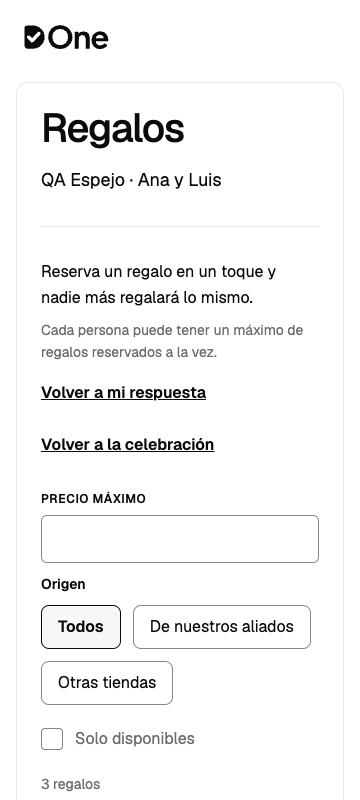 One
Regalos
QA Espejo · Ana y Luis
Reserva un regalo en un toque y
nadie más regalará lo mismo.
Cada persona puede tener un máximo de
regalos reservados a la vez.
Volver a mi respuesta
Volver a la celebración
PRECIO MÁXIMO
Origen
Todos
De nuestros aliados
Otras tiendas
Solo disponibles
3 regalos